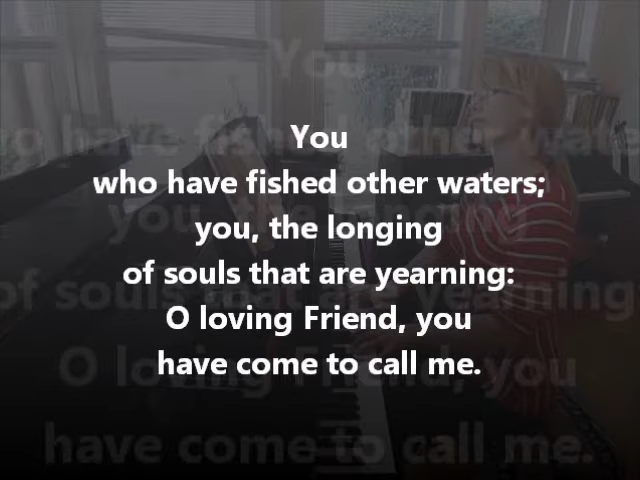 You
who have fished other waters;
you, the longing
of souls that are yearning:
O loving Friend, you
have come to call me.